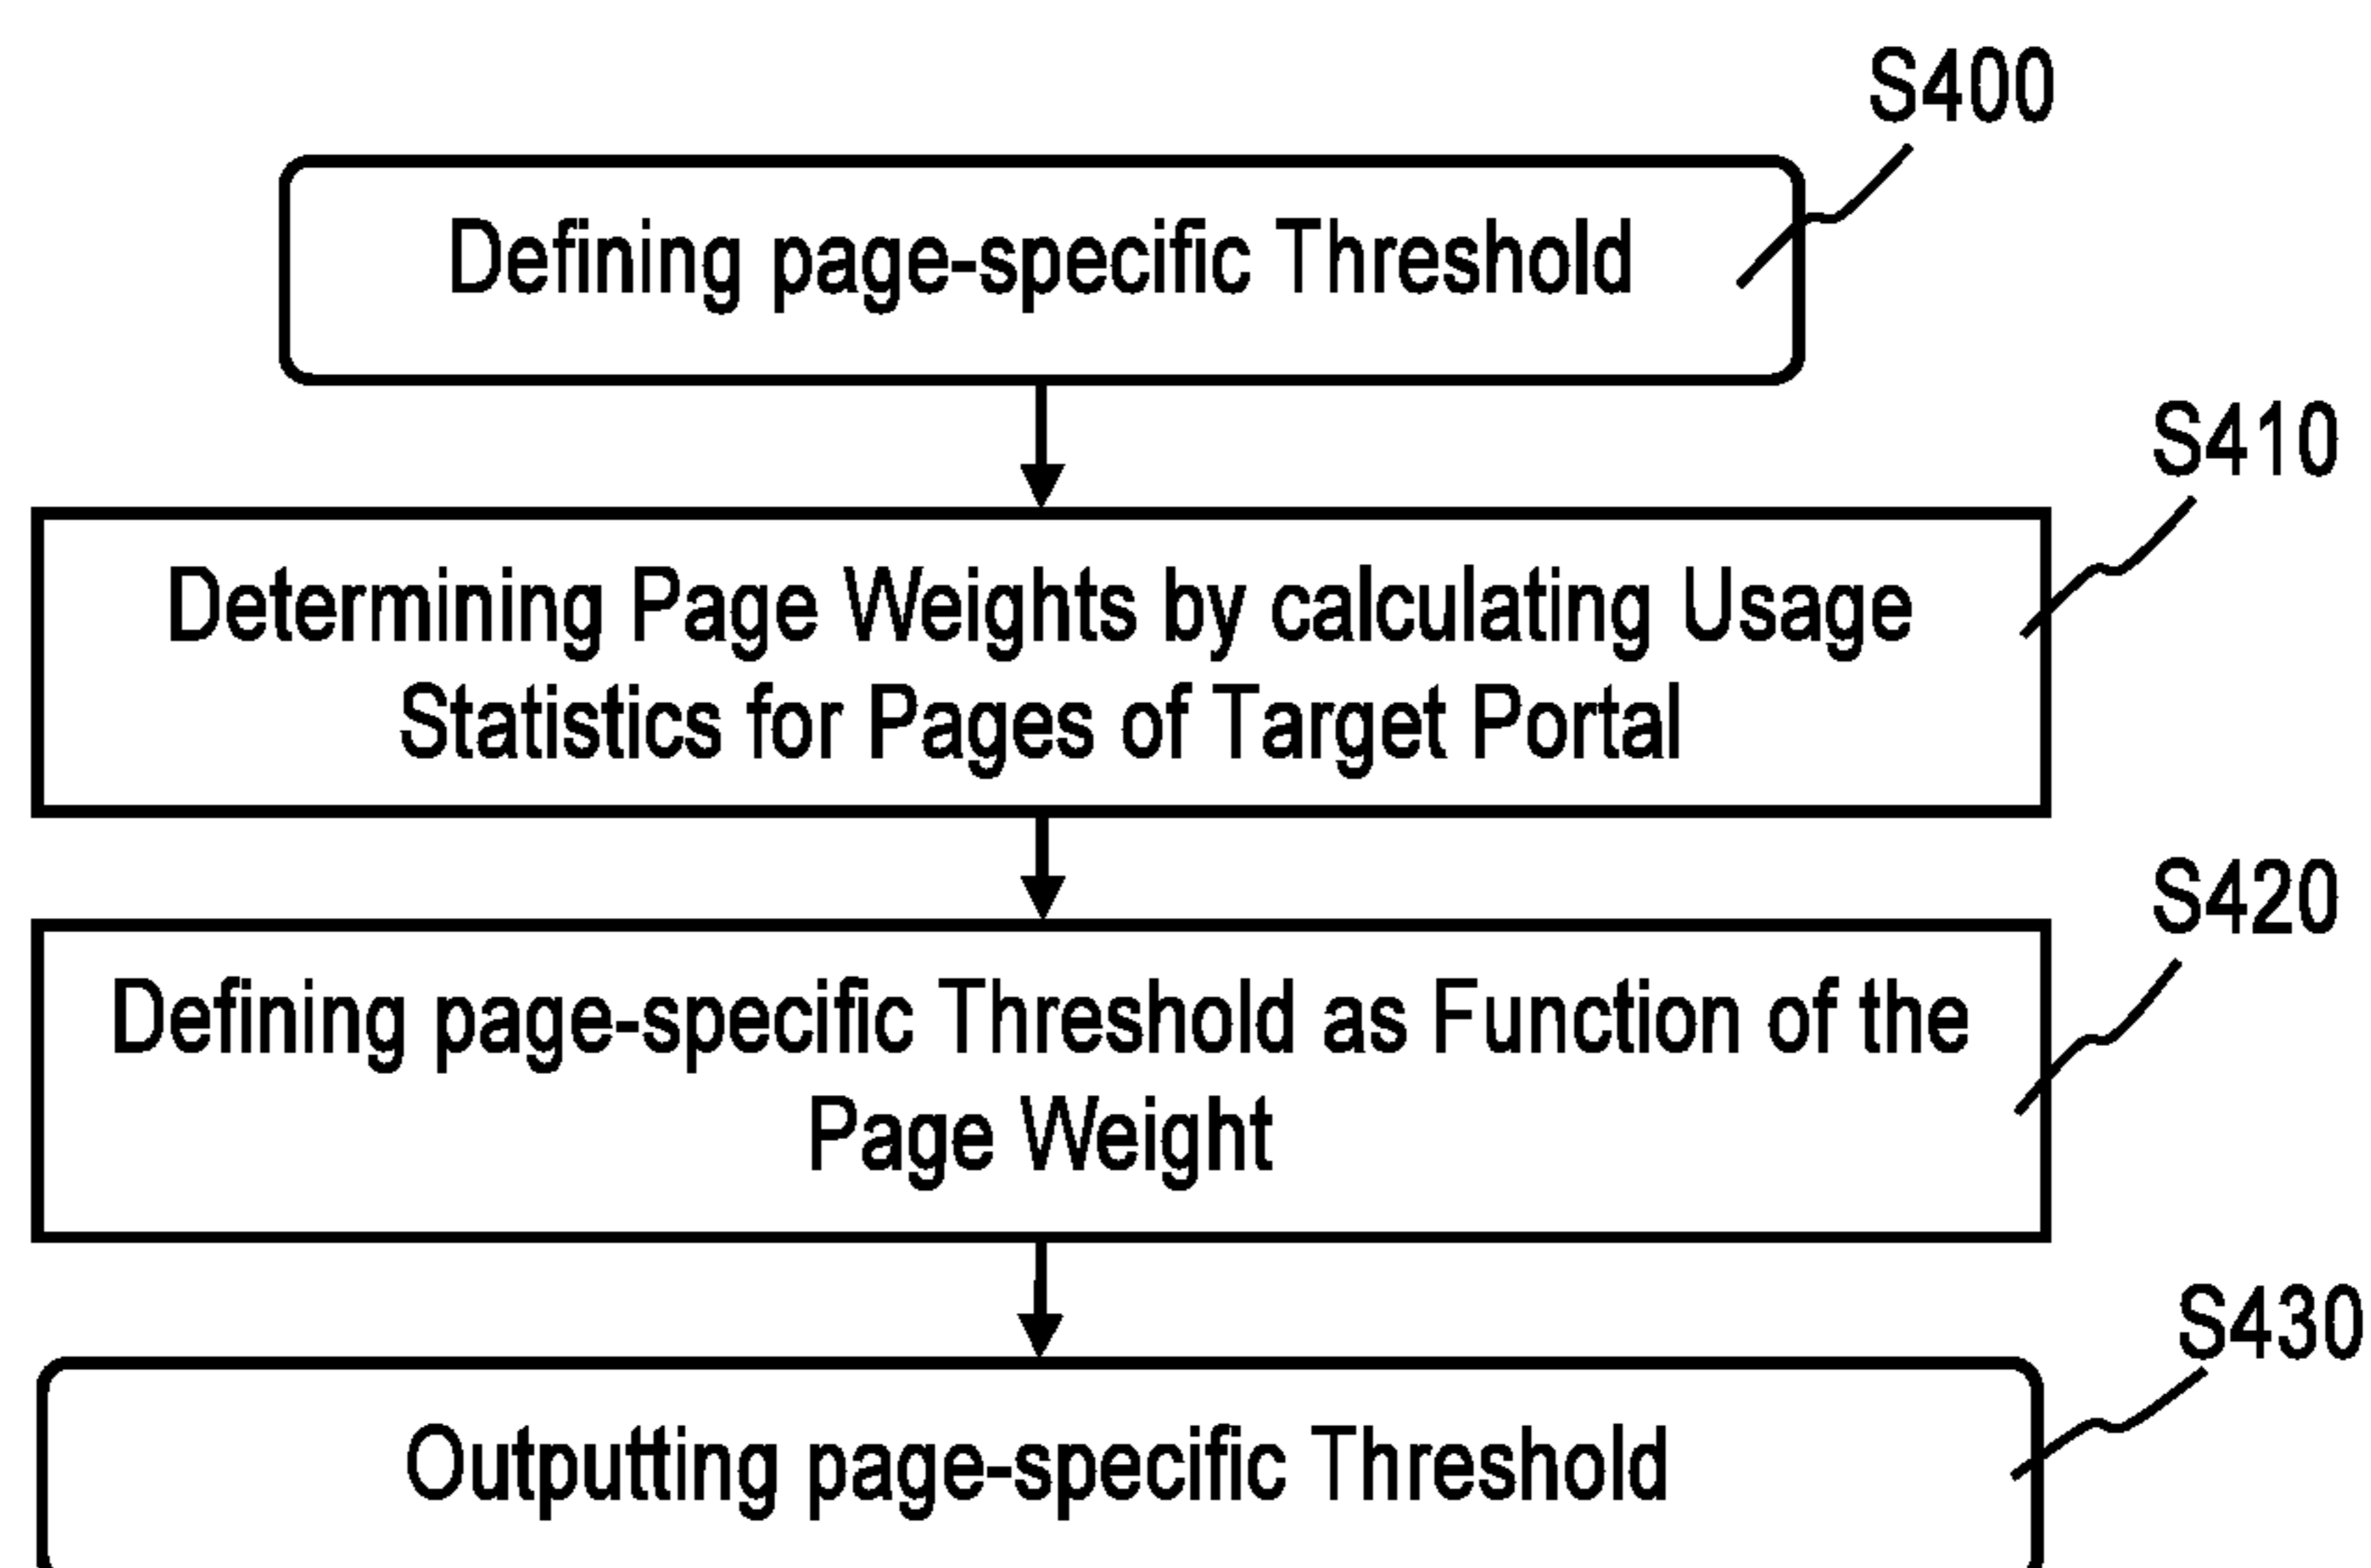 S400
Defining page-specific Threshold
S410
Determining Page Weights by calculating Usage
Statistics for Pages of Target Portal
S420
Defining page-specific Threshold as Function of the
Page Weight
S430
Outputting page-specific Threshold